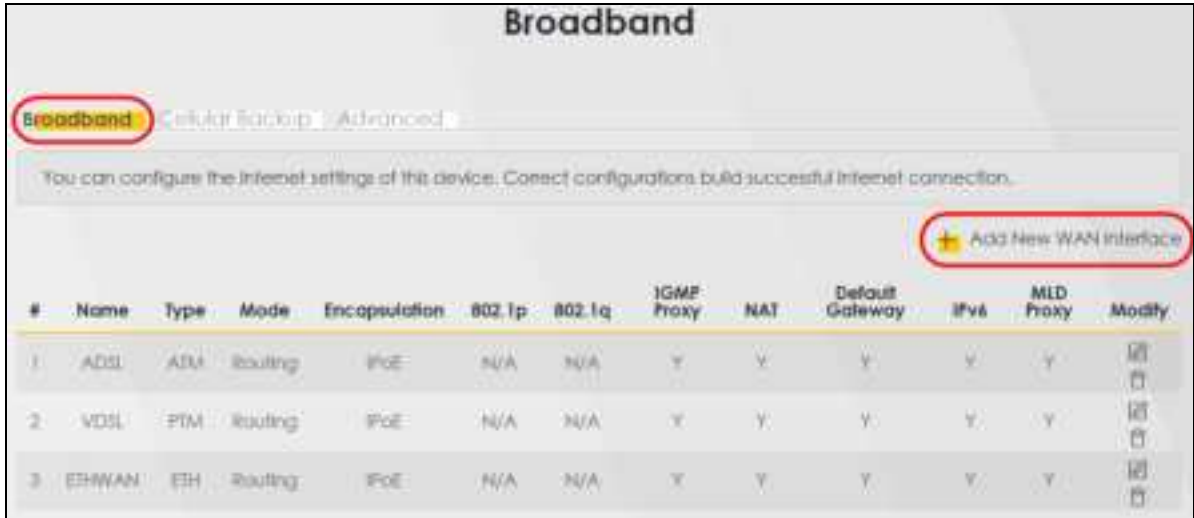 Broadband
Broadband Cellular Backup Advanced
You can configure the Internet settings of this device. Correct configurations build successful Internet connection.
+ Add New WAN Interface
# Name Type Mode Encapsulation 802.1p 802.1q IGMP Proxy NAT Default Gateway IPv6 MLD Proxy Modify
1 ADSL ATM Routing IPoE N/A N/A Y Y Y Y Y
2 VDSL PTM Routing IPoE N/A N/A Y Y Y Y Y
3 ETHWAN ETH Routing IPoE N/A N/A Y Y Y Y Y